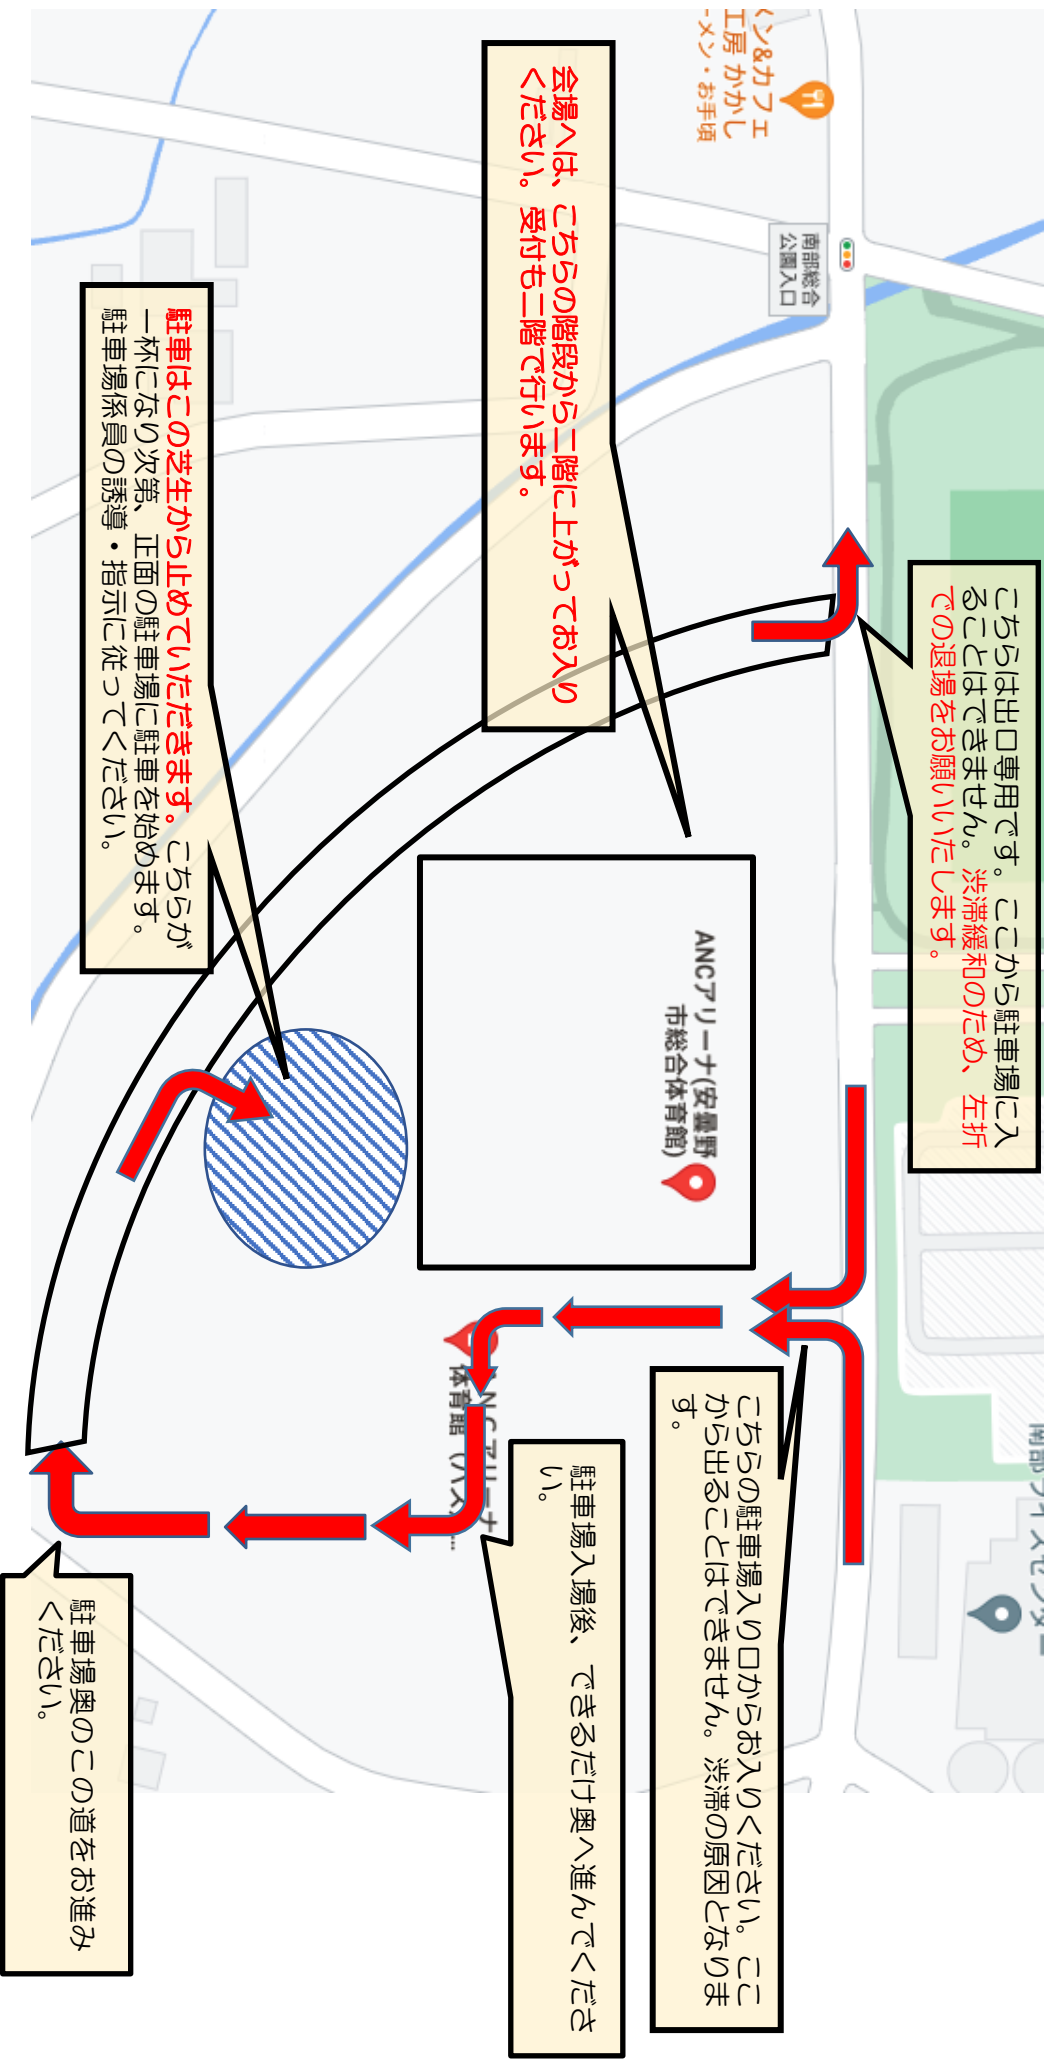 こちらは出口専用です。ここから駐車場に入
ることはできません。渋滞緩和のため、左折
での退場をお願いいたします。
工房 かかし
南部総合
公園入口
会場へは、こちらの階段から二階に上がってお入り
ください。受付も二階で行います。
ANCアリーナ(安曇野
市総合体育館)
こちらの駐車場入り口からお入りください。ここ
から出ることはできません。渋滞の原因となりま
す。
体育館
駐車場入場後、できるだけ奥へ進んでくださ
い。
駐車はこの芝生から止めていただきます。こちらが
一杯になり次第、正面の駐車場に駐車を始めます。
駐車場係員の誘導・指示に従ってください。
駐車場奥のこの道をお進み
ください。